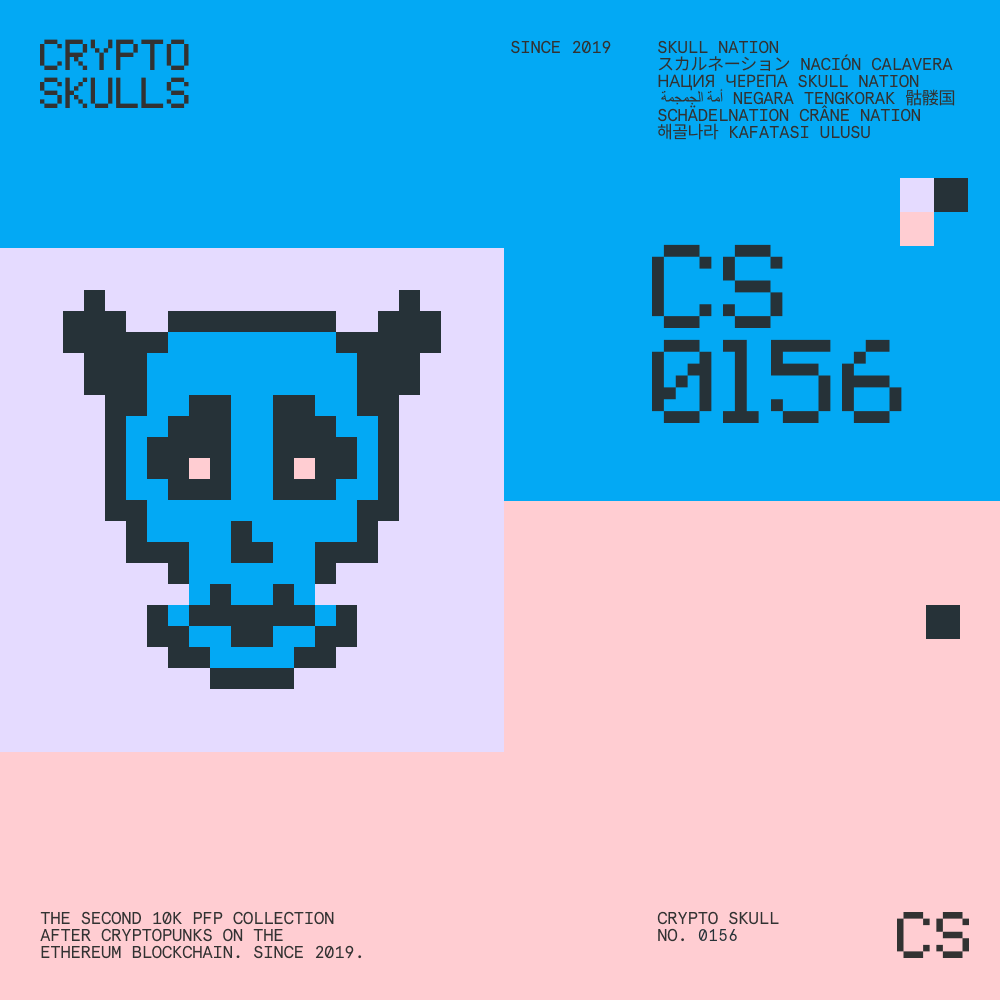 CRYPTO
SKULLS
SINCE 2019
SKULL NATION
スカルネーション NACIÓN CALAVERA
НАЦИЯ ЧЕРЕПА SKULL NATION
أمة الجمجمة NEGARA TENGKORAK 骷髅国
SCHÄDELNATION CRÂNE NATION
해골나라 KAFATASI ULUSU
CS
0156
THE SECOND 10K PFP COLLECTION
AFTER CRYPTOPUNKS ON THE
ETHEREUM BLOCKCHAIN. SINCE 2019.
CRYPTO SKULL
NO. 0156
CS